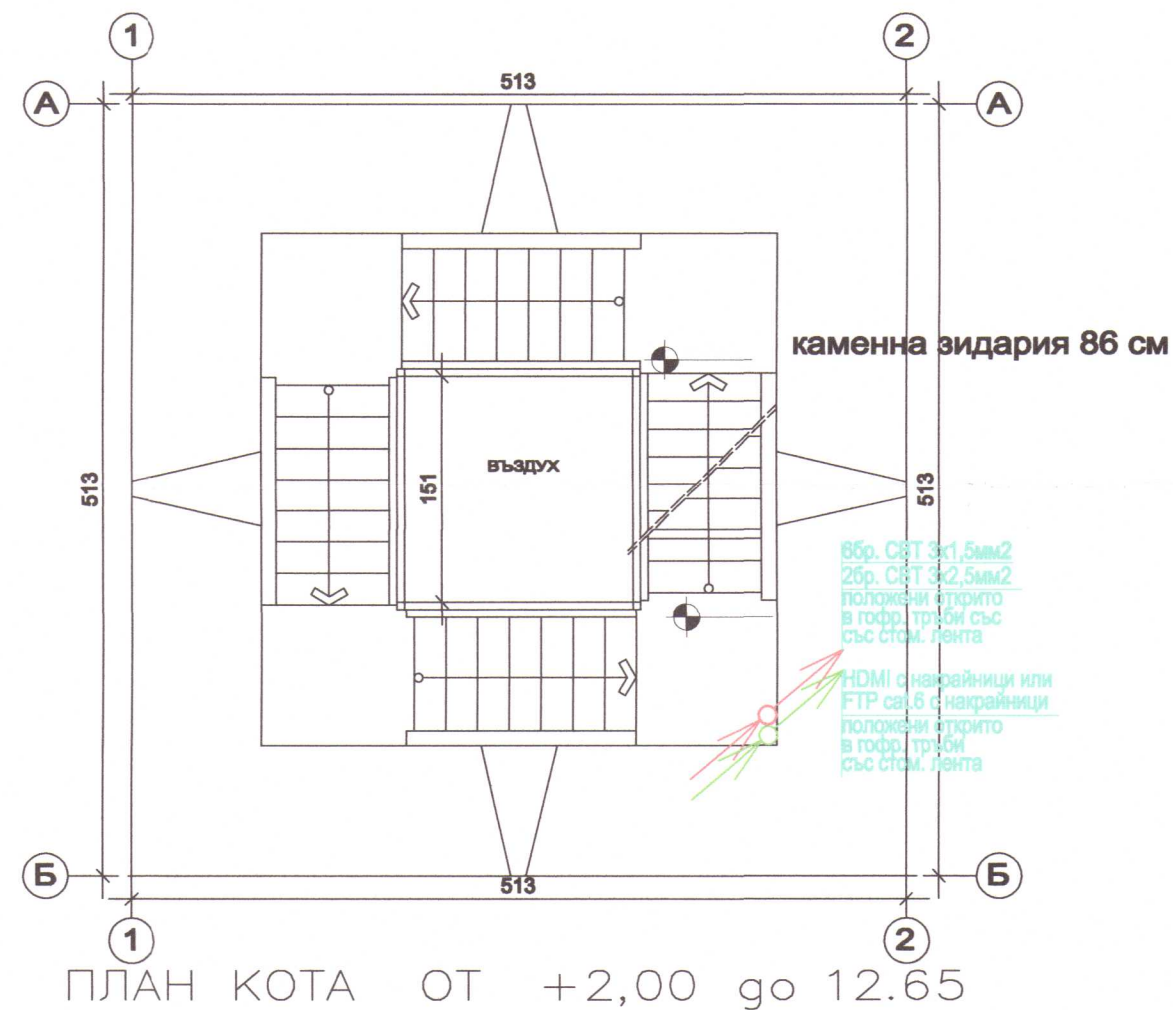 1
2
513
А
А
каменна зидария 86 см
въздух
513
151
513
6бр. СВТ 3х1,5мм2
2бр. СВТ 3х2,5мм2
положени открито
в гофр. тръби със
със стом. лента
HDMI с накрайници или
FTP cat.6 с накрайници
положени открито
в гофр. тръби
със стом. лента
Б
Б
513
1
2
ПЛАН КОТА ОТ +2,00 до 12.65